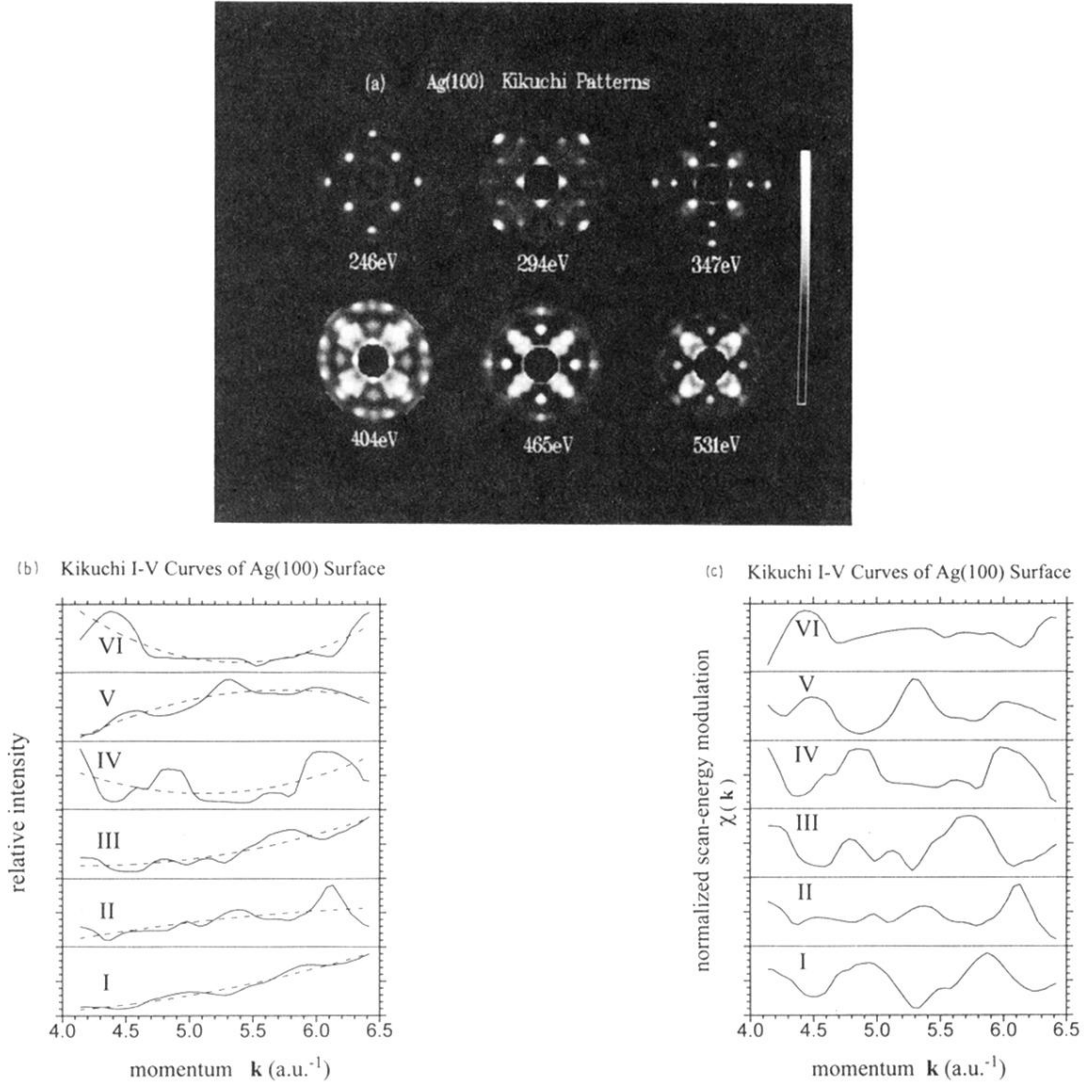 (a) Ag(100) Kikuchi Patterns
246eV 294eV 347eV
404eV 465eV 531eV
(b) Kikuchi I-V Curves of Ag(100) Surface
relative intensity
VI
V
IV
III
II
I
4.0 4.5 5.0 5.5 6.0 6.5
momentum k (a.u.⁻¹)
(c) Kikuchi I-V Curves of Ag(100) Surface
normalized scan-energy modulation
χ(k)
VI
V
IV
III
II
I
4.0 4.5 5.0 5.5 6.0 6.5
momentum k (a.u.⁻¹)